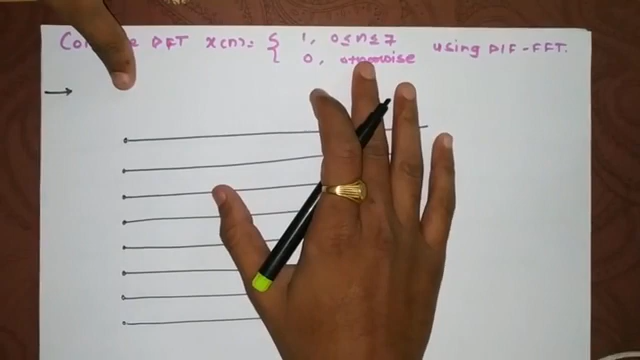 DFT x(n)= { 1, 0≤n≤7 using DIF-FFT.
{ 0, otherwise